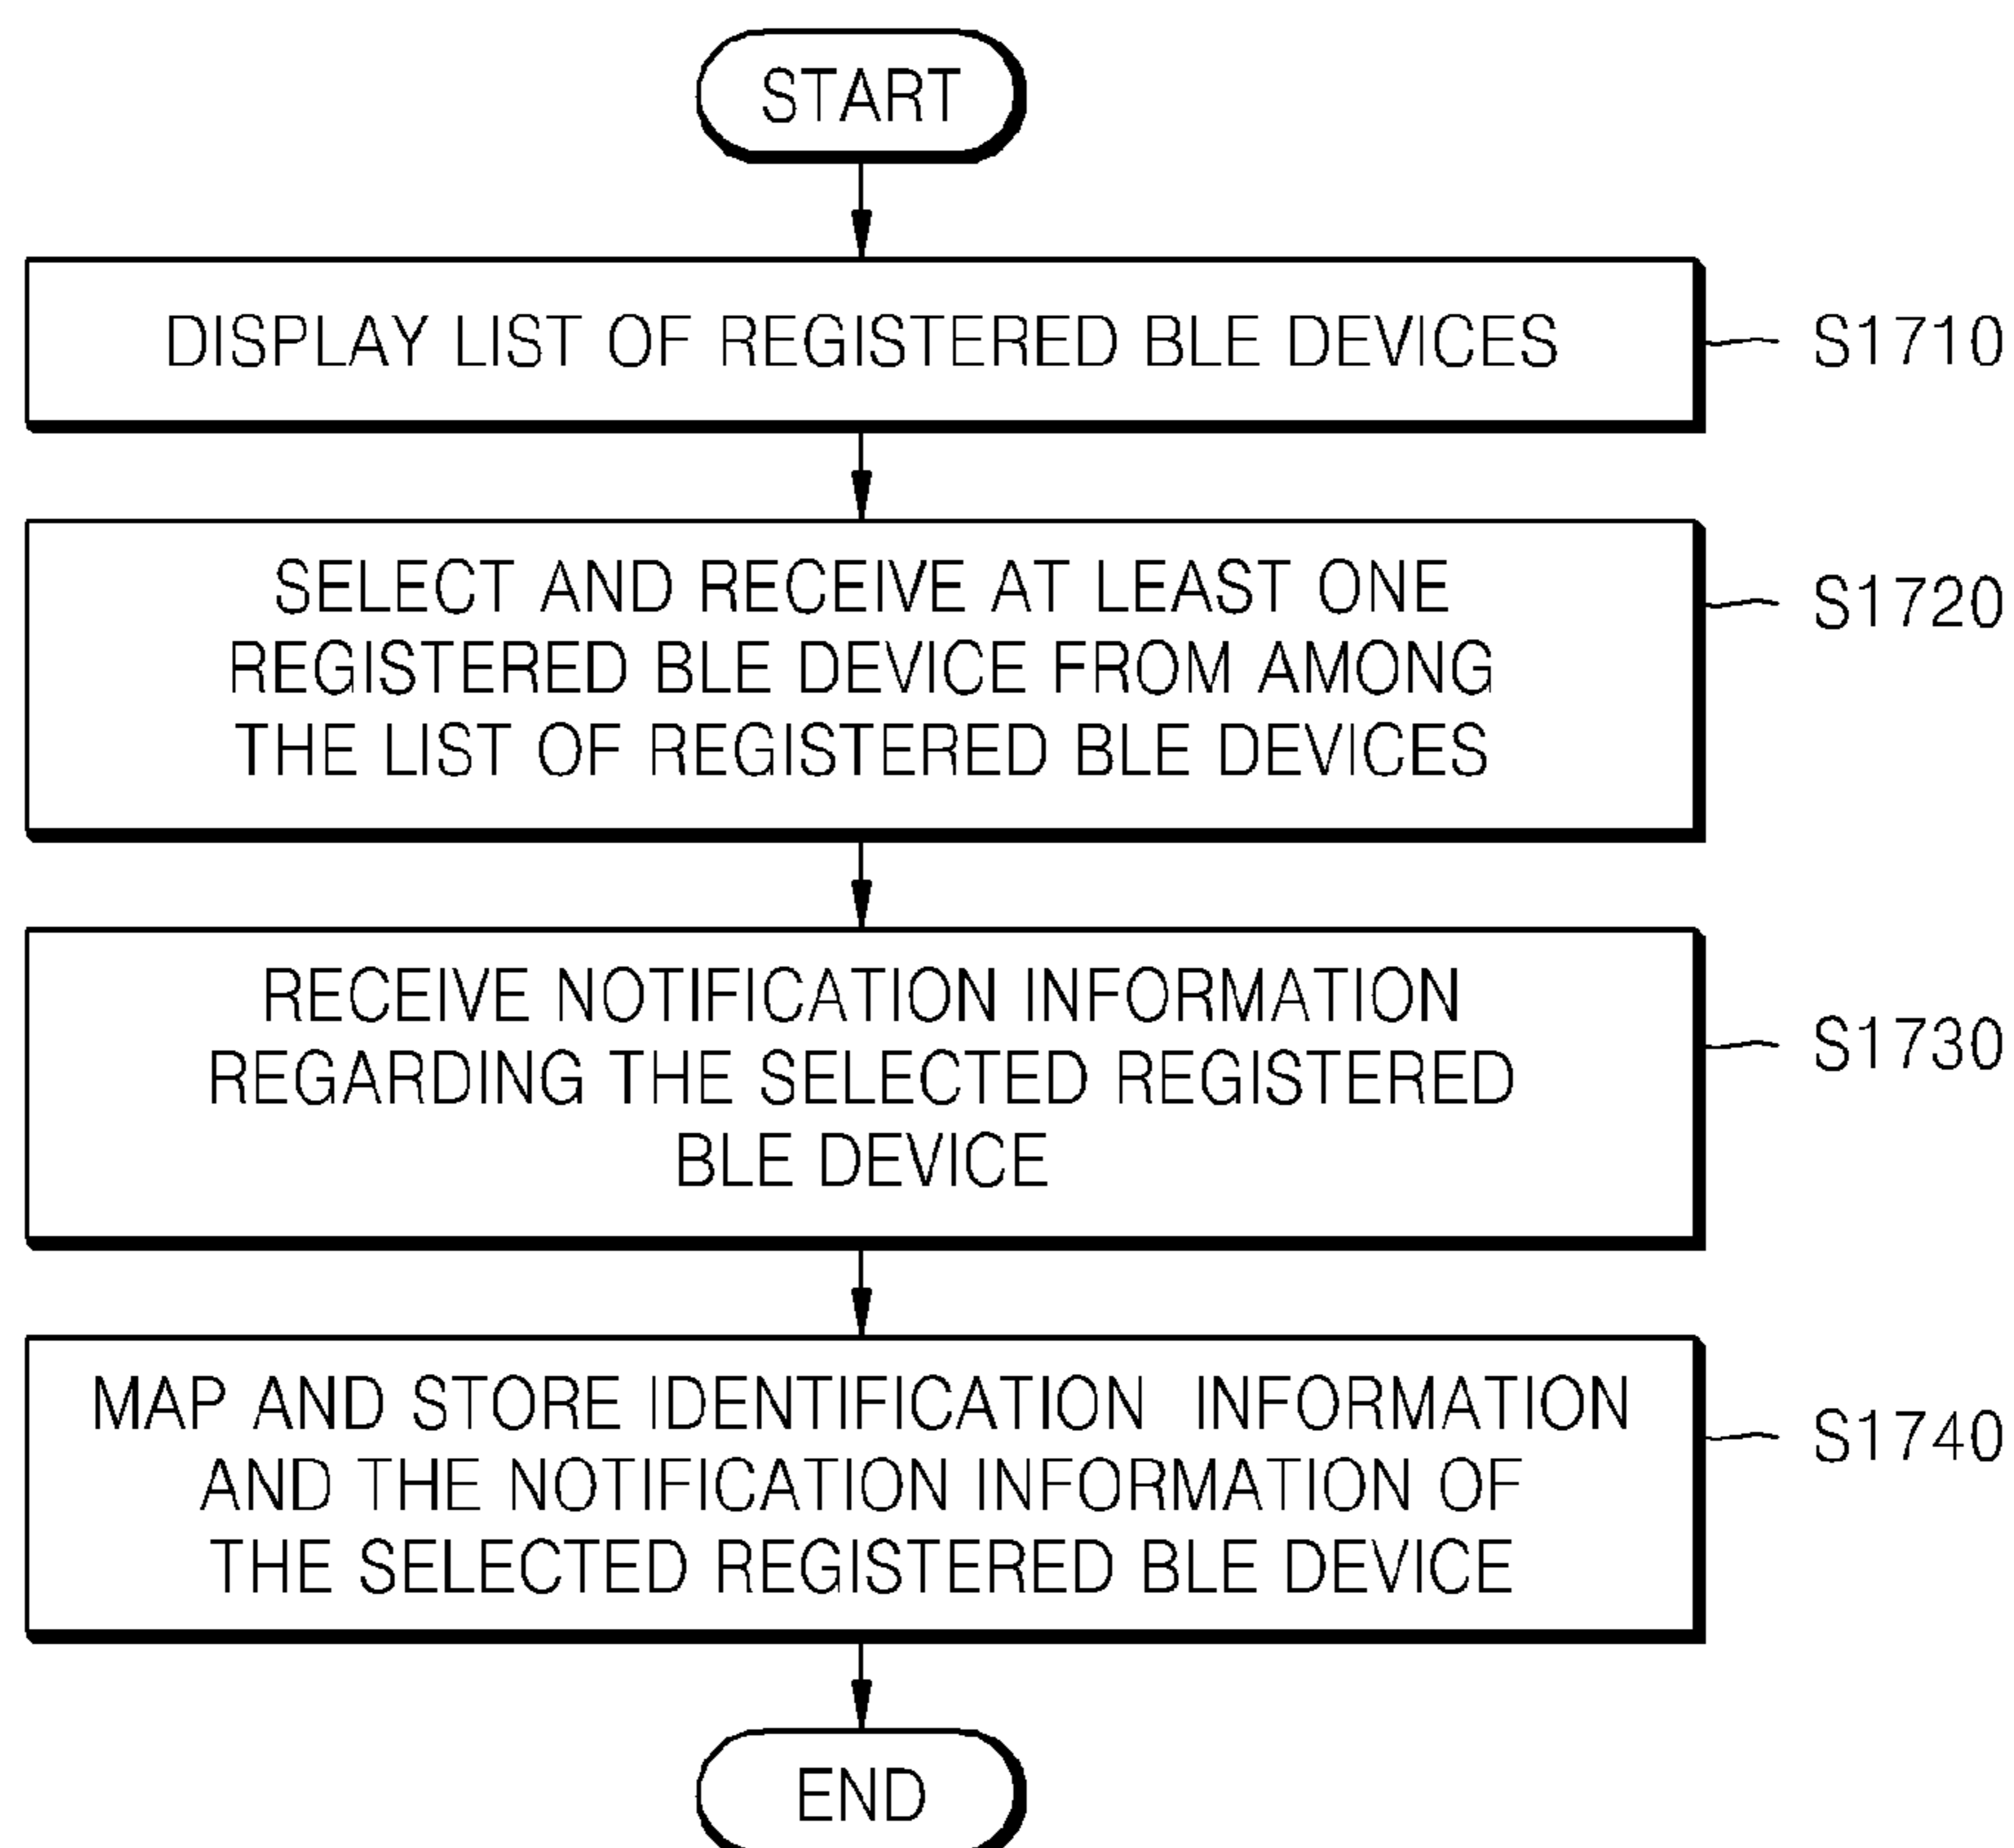 START
DISPLAY LIST OF REGISTERED BLE DEVICES
S1710
SELECT AND RECEIVE AT LEAST ONE
REGISTERED BLE DEVICE FROM AMONG
THE LIST OF REGISTERED BLE DEVICES
S1720
RECEIVE NOTIFICATION INFORMATION
REGARDING THE SELECTED REGISTERED
BLE DEVICE
S1730
MAP AND STORE IDENTIFICATION INFORMATION
AND THE NOTIFICATION INFORMATION OF
THE SELECTED REGISTERED BLE DEVICE
S1740
END